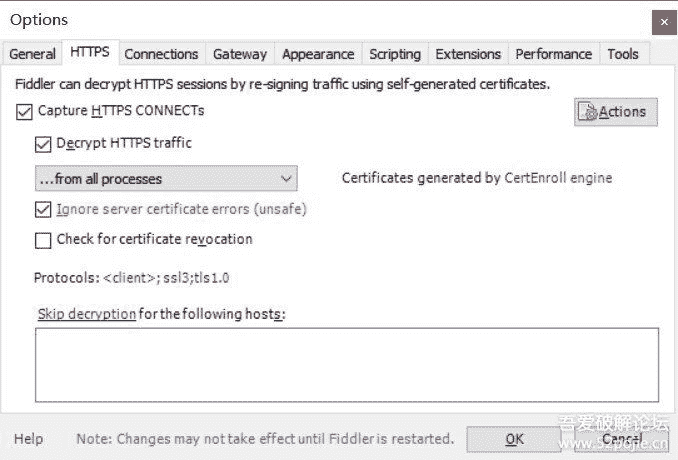 Options
General HTTPS Connections Gateway Appearance Scripting Extensions Performance Tools
Fiddler can decrypt HTTPS sessions by re-signing traffic using self-generated certificates.
Capture HTTPS CONNECTs
Actions
Decrypt HTTPS traffic
...from all processes
Certificates generated by CertEnroll engine
Ignore server certificate errors (unsafe)
Check for certificate revocation
Protocols: <client>; ssl3;tls1.0
Skip decryption for the following hosts:
吾爱破解论坛
Help Note: Changes may not take effect until Fiddler is restarted. OK Cancel
www.52pojie.cn